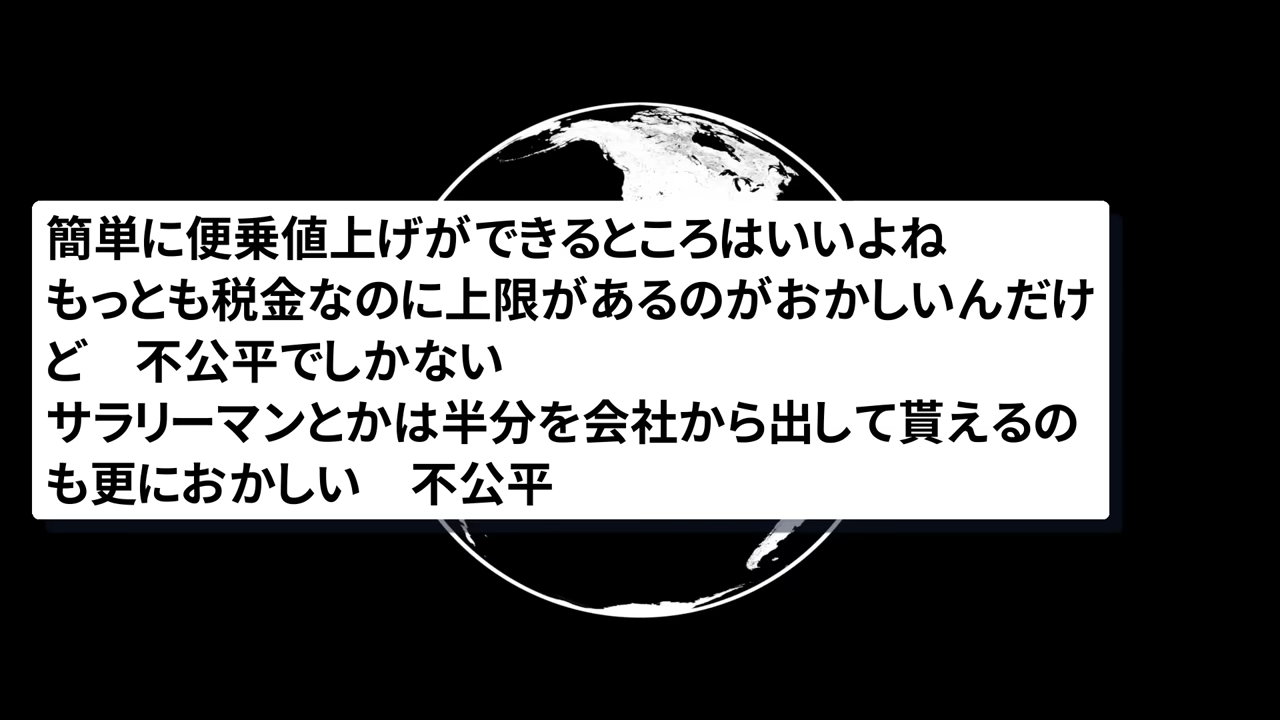 簡単に便乗値上げができるところはいいよね
もっとも税金なのに上限があるのがおかしいんだけ
ど　不公平でしかない
サラリーマンとかは半分を会社から出して貰えるの
も更におかしい　不公平